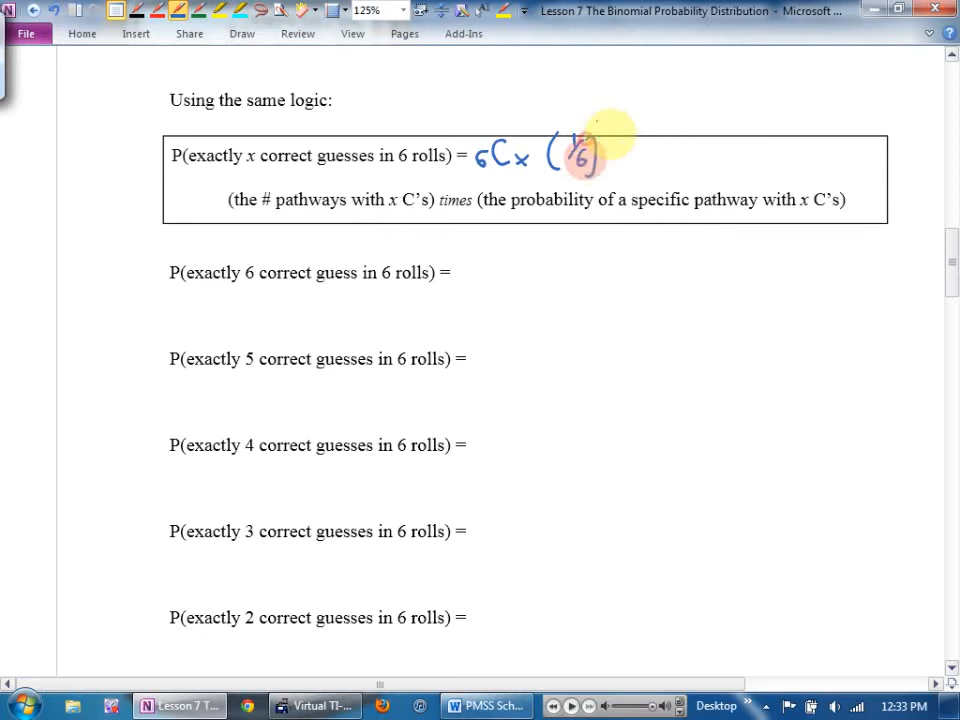 125%
Lesson 7 The Binomial Probability Distribution - Microsoft ...
File Home Insert Share Draw Review View Pages Add-Ins
Using the same logic:
P(exactly x correct guesses in 6 rolls) = 6Cx (1/6)
(the # pathways with x C's) times (the probability of a specific pathway with x C's)
P(exactly 6 correct guess in 6 rolls) =
P(exactly 5 correct guesses in 6 rolls) =
P(exactly 4 correct guesses in 6 rolls) =
P(exactly 3 correct guesses in 6 rolls) =
P(exactly 2 correct guesses in 6 rolls) =
Lesson 7 T... Virtual TI-... PMSS Sch... Desktop 12:33 PM